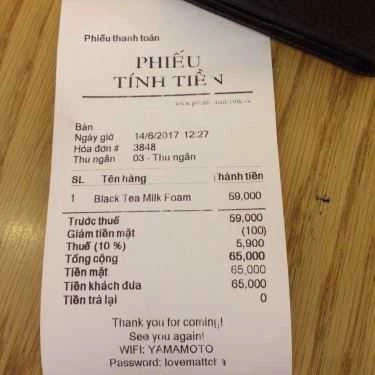 Phiếu thanh toán
PHIẾU
TÍNH TIỀN
Bàn
Ngày giờ 14/6/2017 12:27
Hóa đơn # 3848
Thu ngân 03 - Thu ngân
SL Tên hàng hành tiền
1 Black Tea Milk Foam 59,000
Trước thuế 59,000
Giảm tiền mặt (100)
Thuế (10 %) 5,900
Tổng cộng 65,000
Tiền mặt 65,000
Tiền khách đưa 65,000
Tiền trả lại 0
Thank you for coming!
See you again!
WIFI: YAMAMOTO
Password: